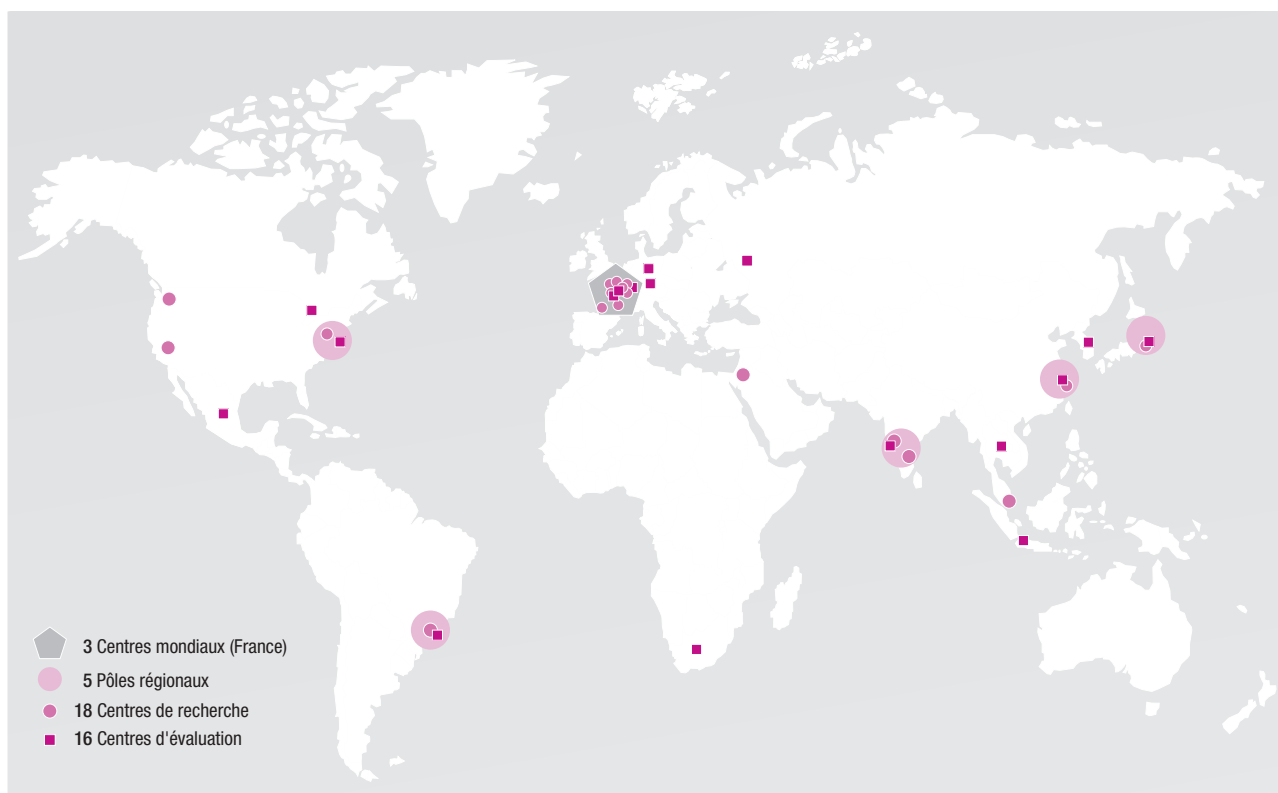 3 Centres mondiaux (France)
5 Pôles régionaux
18 Centres de recherche
16 Centres d'évaluation